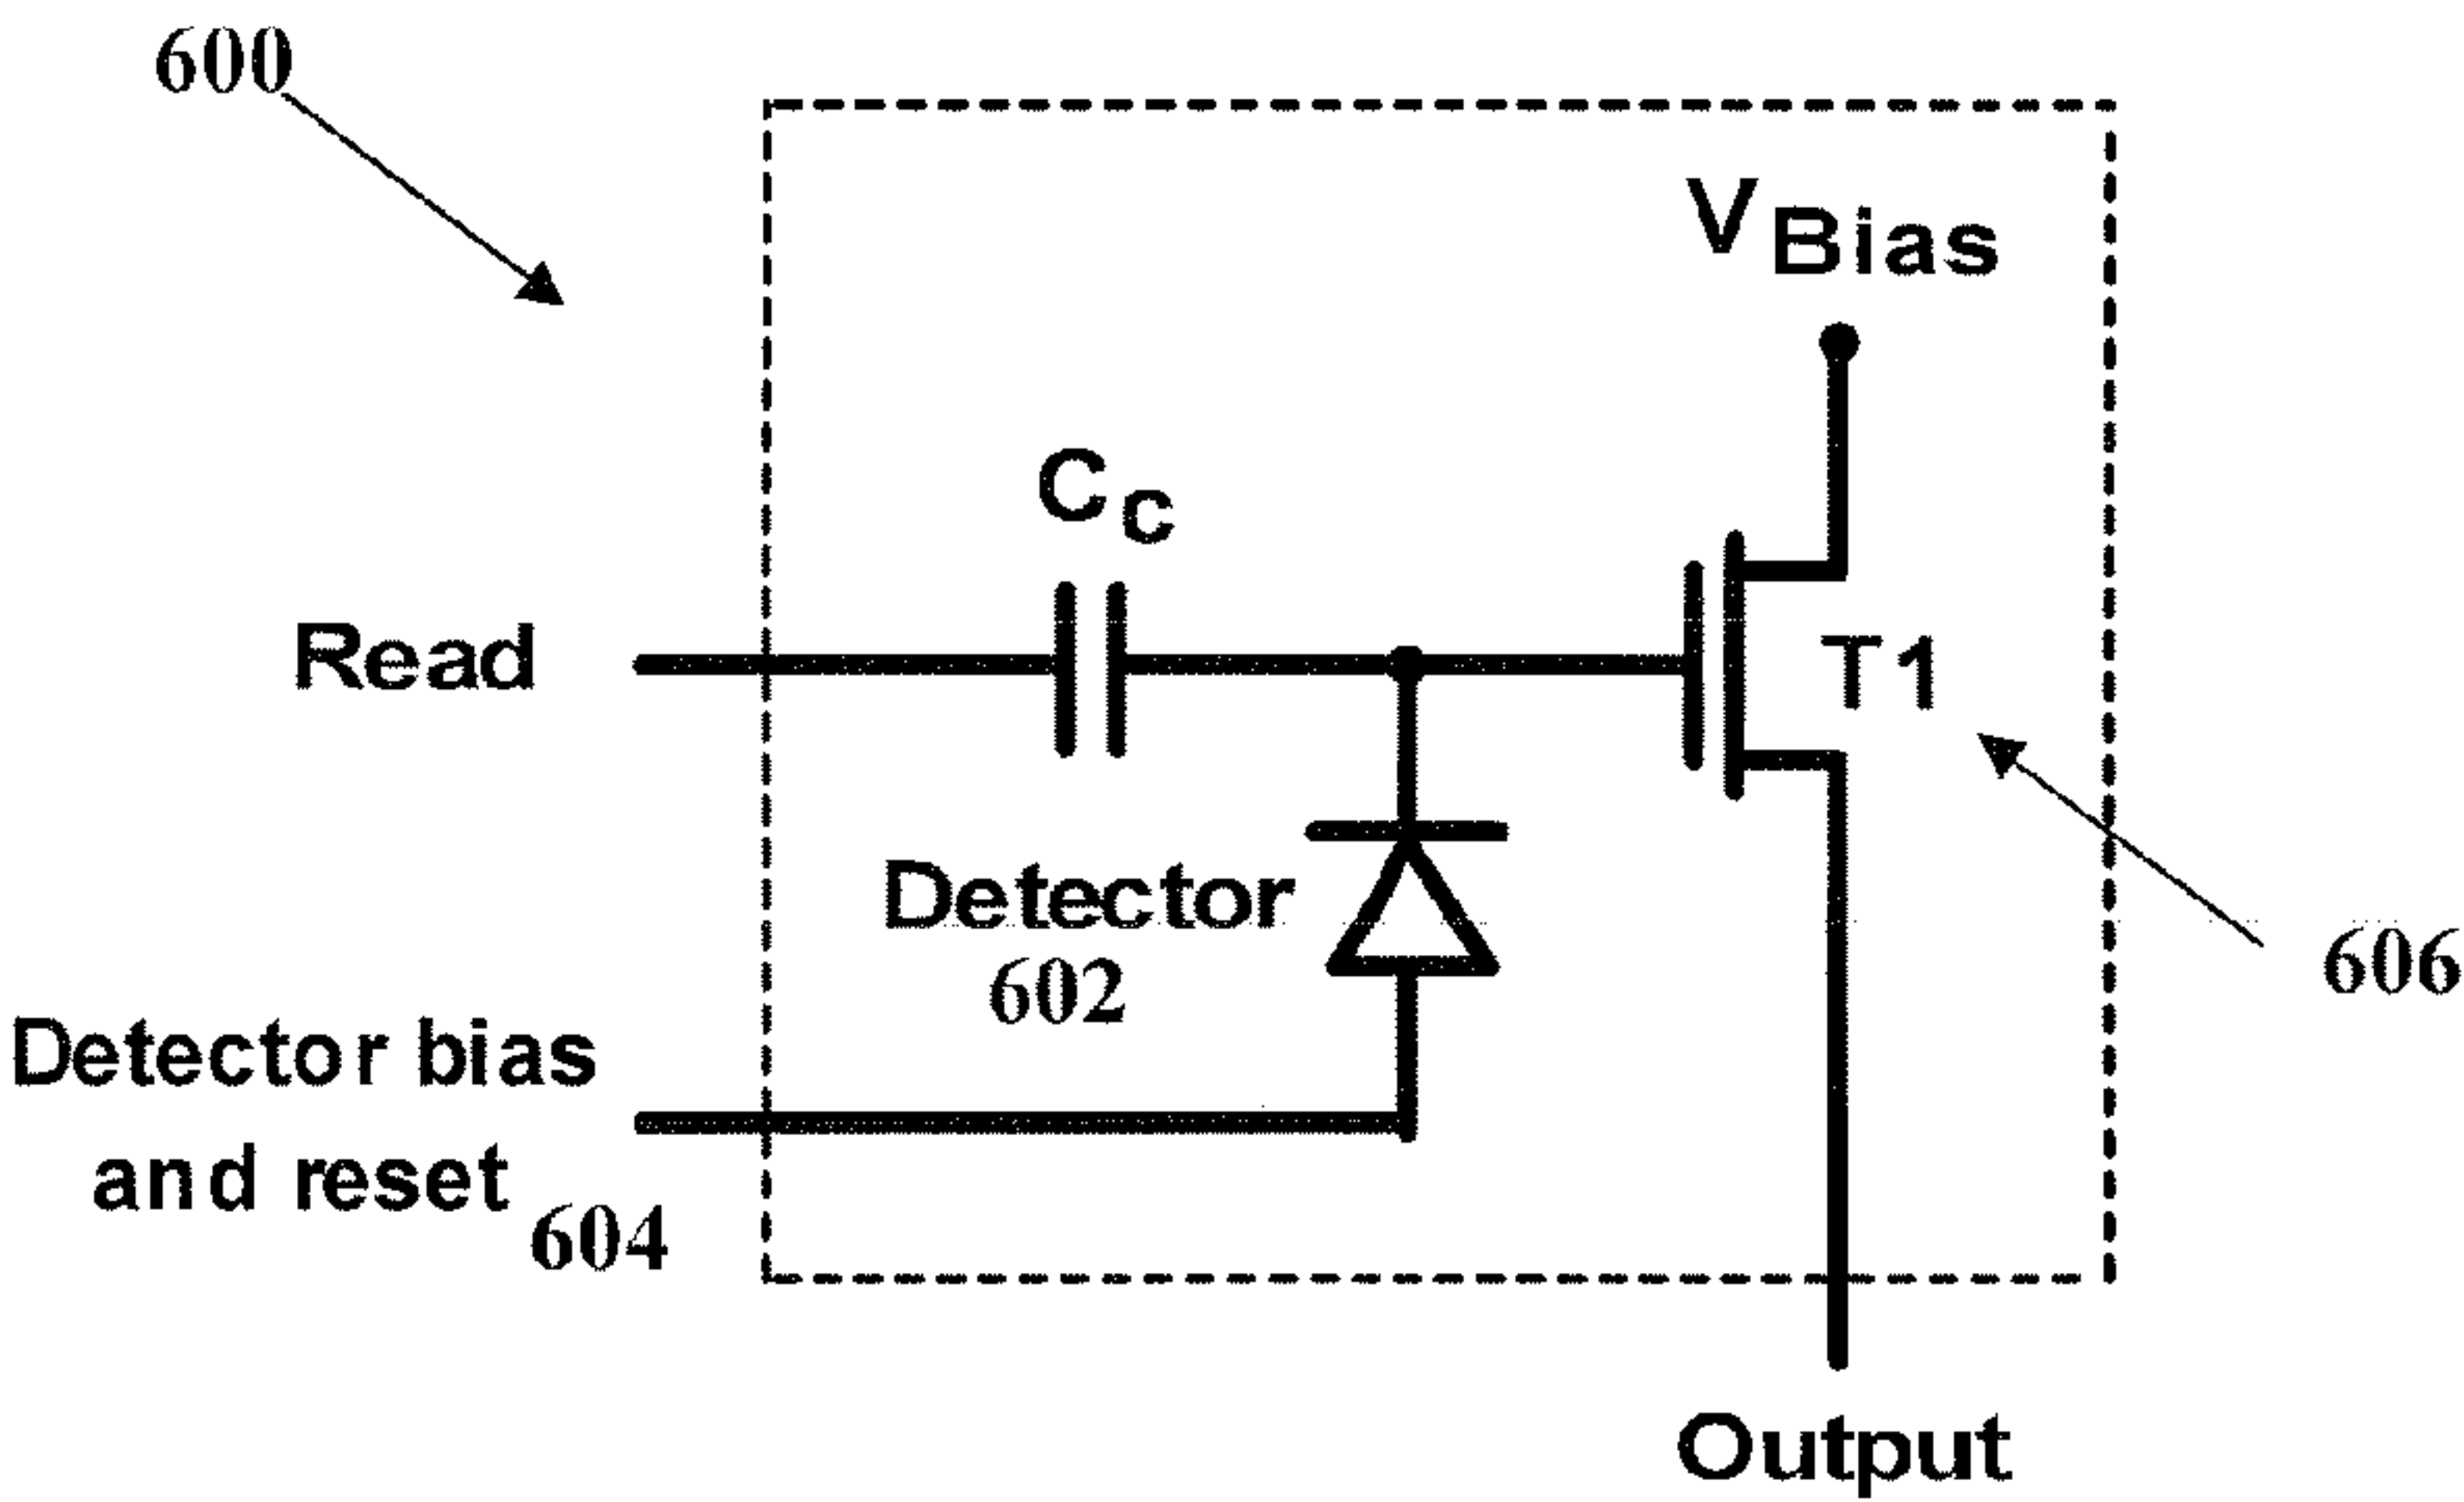 600
VBias
CC
Read
T1
Detector
602
606
Detector bias
and reset
604
Output